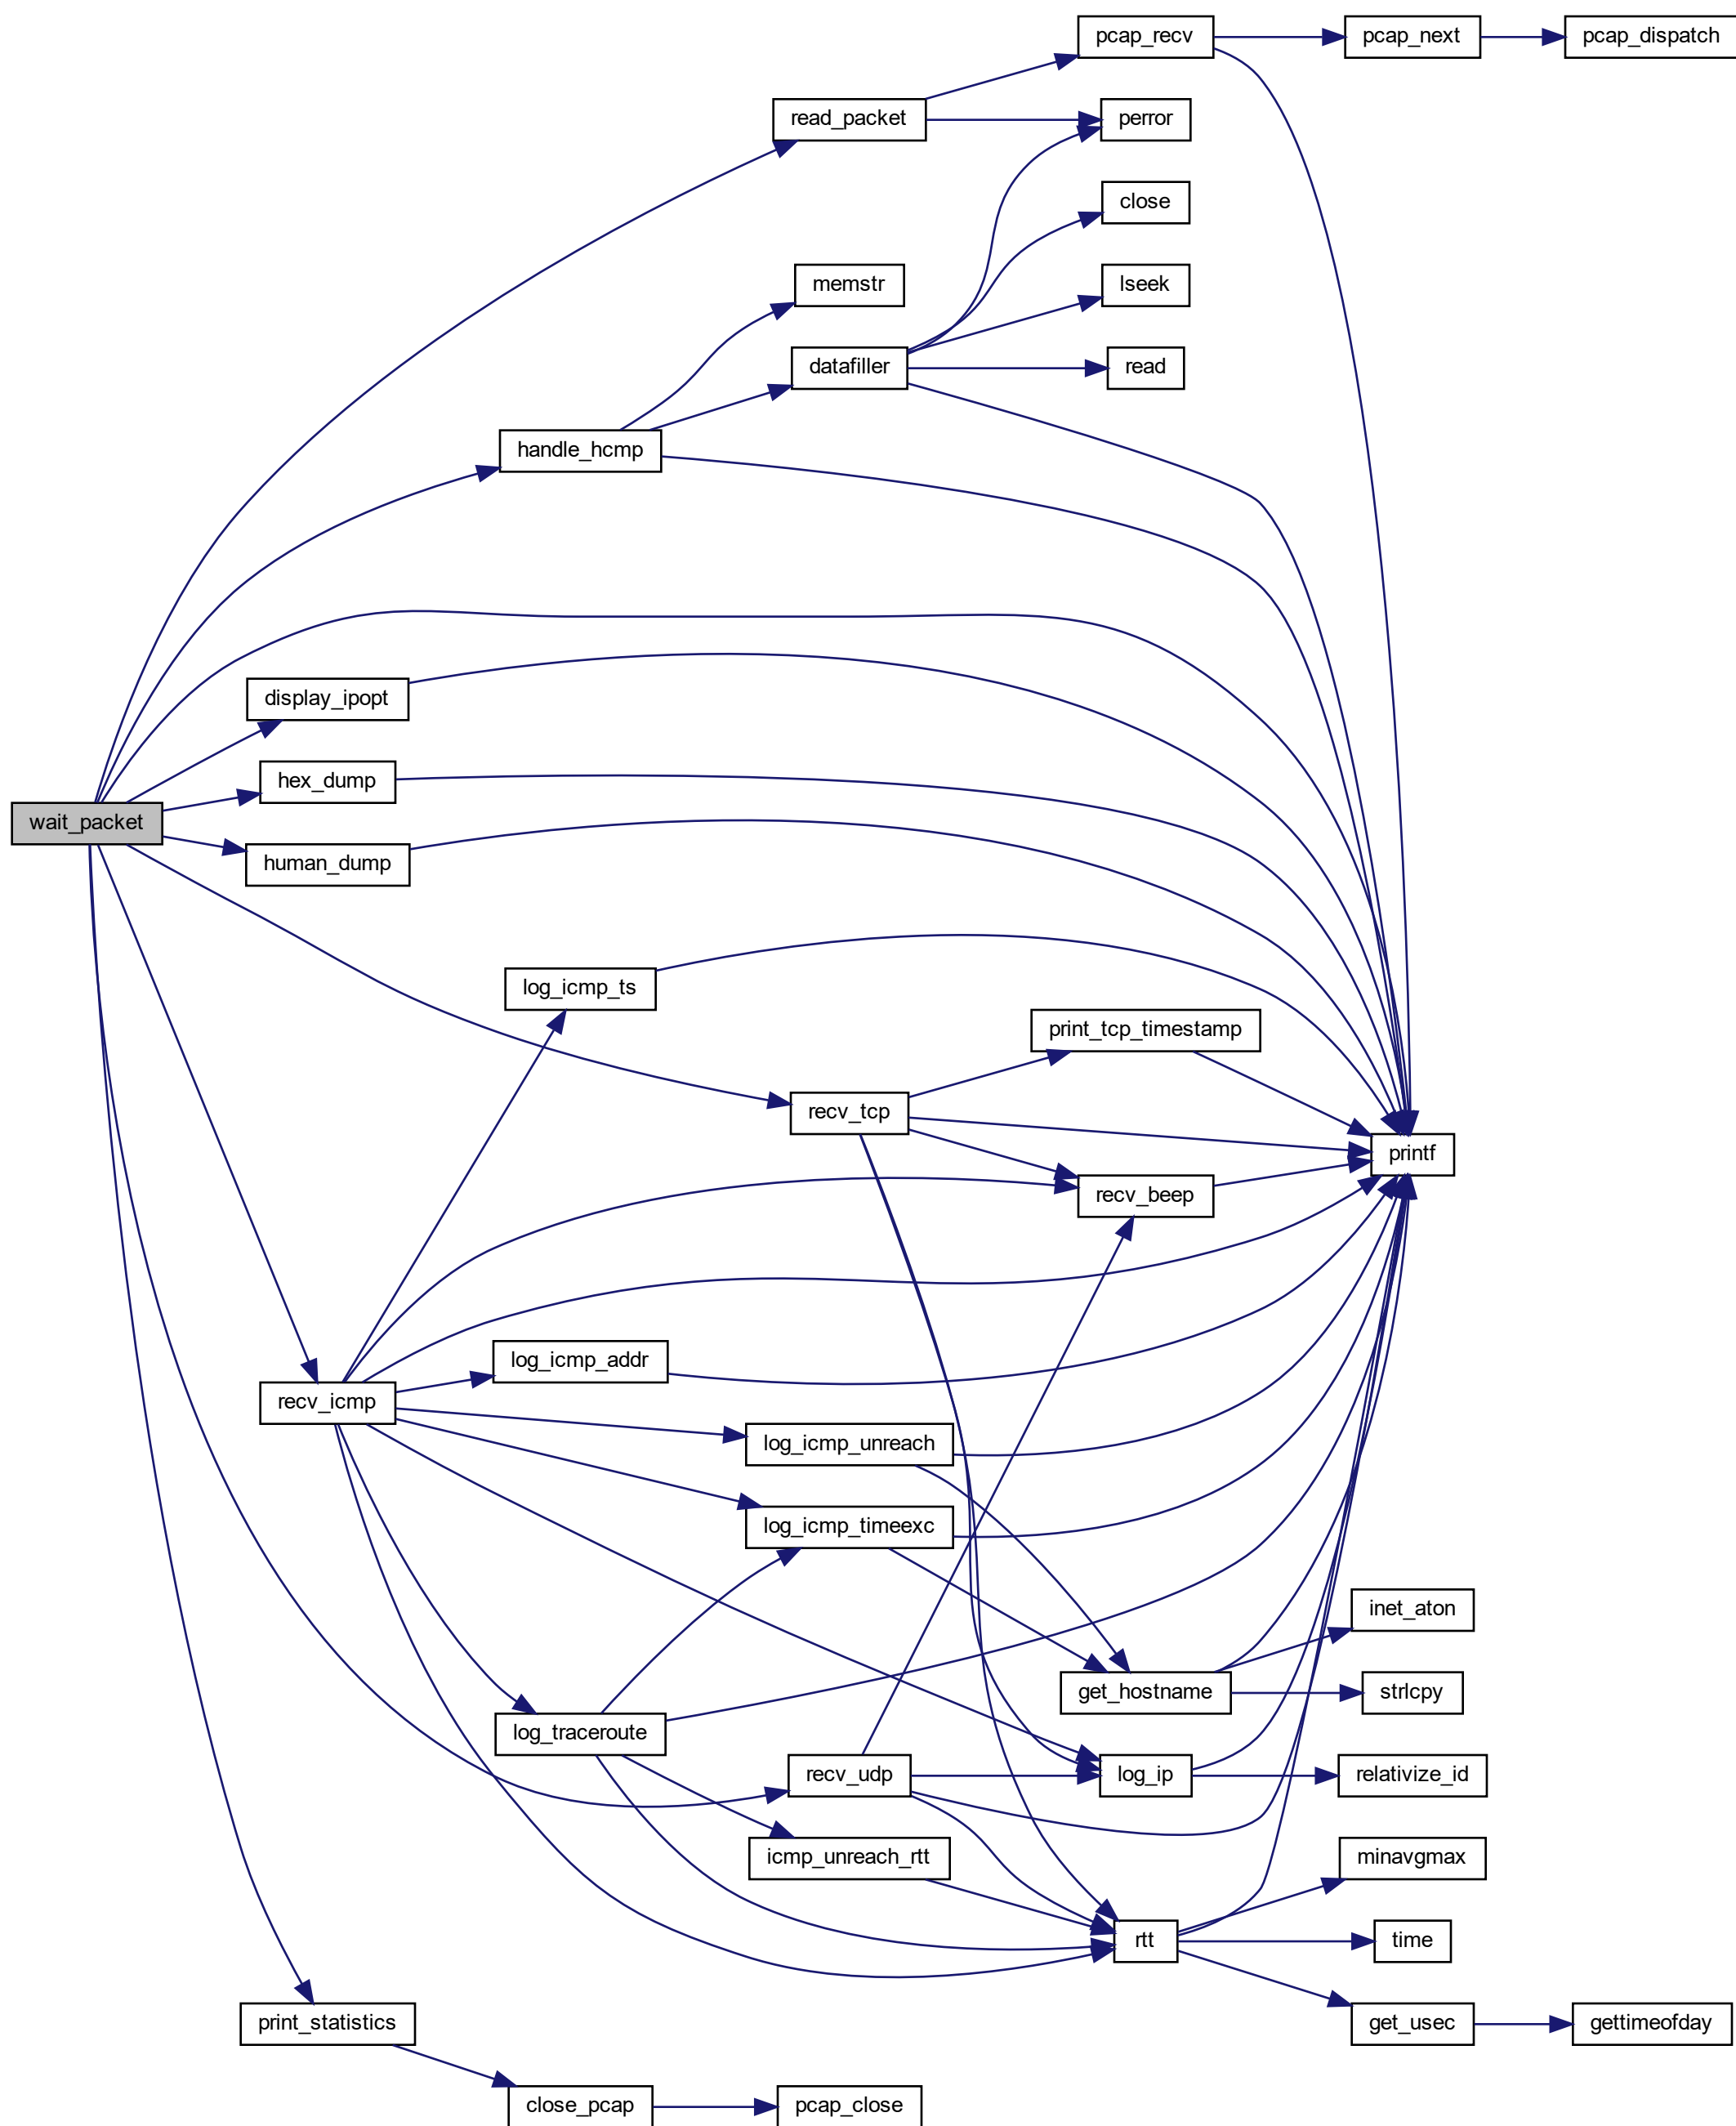 pcap_recv
pcap_next
pcap_dispatch
read_packet
perror
close
memstr
lseek
datafiller
read
handle_hcmp
display_ipopt
hex_dump
wait_packet
human_dump
log_icmp_ts
print_tcp_timestamp
recv_tcp
printf
recv_beep
log_icmp_addr
recv_icmp
log_icmp_unreach
log_icmp_timeexc
inet_aton
get_hostname
strlcpy
log_traceroute
recv_udp
log_ip
relativize_id
icmp_unreach_rtt
minavgmax
rtt
time
print_statistics
get_usec
gettimeofday
close_pcap
pcap_close